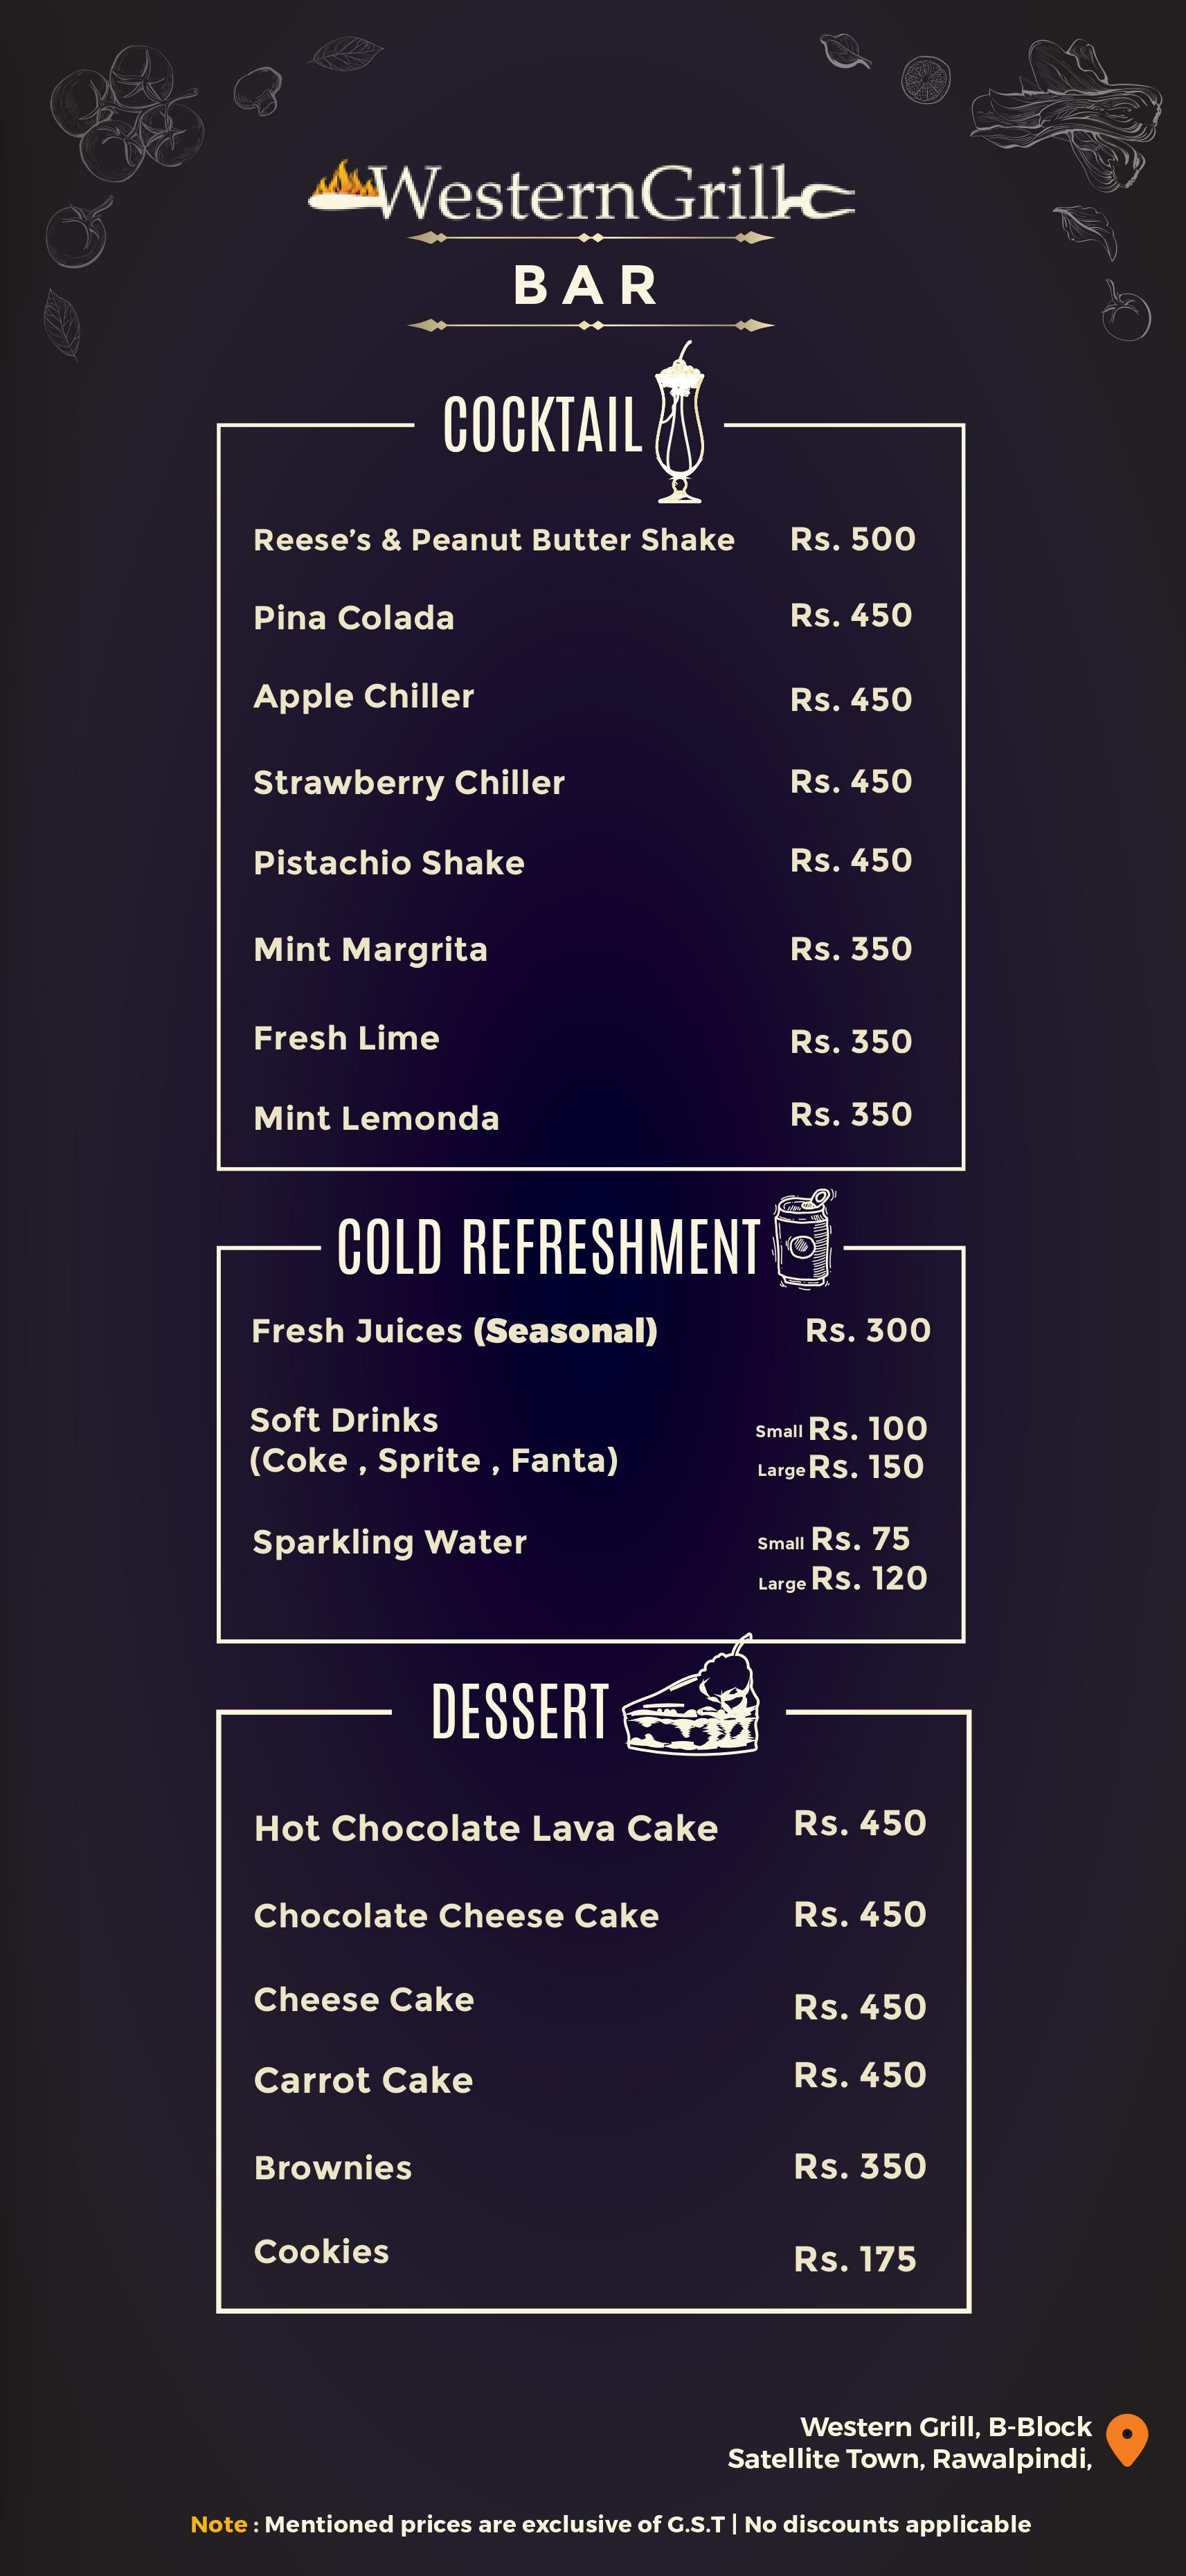 WesternGrill
BAR
COCKTAIL
Reese's & Peanut Butter Shake Rs. 500
Pina Colada Rs. 450
Apple Chiller Rs. 450
Strawberry Chiller Rs. 450
Pistachio Shake Rs. 450
Mint Margrita Rs. 350
Fresh Lime Rs. 350
Mint Lemonda Rs. 350
COLD REFRESHMENT
Fresh Juices (Seasonal) Rs. 300
Soft Drinks Small Rs. 100
(Coke , Sprite , Fanta) Large Rs. 150
Sparkling Water Small Rs. 75
Large Rs. 120
DESSERT
Hot Chocolate Lava Cake Rs. 450
Chocolate Cheese Cake Rs. 450
Cheese Cake Rs. 450
Carrot Cake Rs. 450
Brownies Rs. 350
Cookies Rs. 175
Western Grill, B-Block
Satellite Town, Rawalpindi,
Note : Mentioned prices are exclusive of G.S.T | No discounts applicable